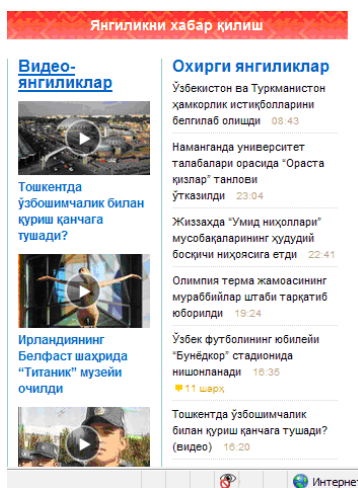 Янгиликни хабар қилиш
Видео-
янгиликлар
Тошкентда
ўзбошимчалик билан
қуриш қанчага
тушади?
Ирландиянинг
Белфаст шаҳрида
“Титаник” музейи
очилди
Охирги янгиликлар
Ўзбекистон ва Туркманистон
ҳамкорлик истиқболларини
белгилаб олишди 08:43
Наманганда университет
талабалари орасида “Ораста
қизлар” танлови
ўтказилди 23:04
Жиззахда “Умид ниҳоллари”
мусобақаларининг ҳудудий
босқичи ниҳоясига етди 22:41
Олимпия терма жамоасининг
мураббийлар штаби тарқатиб
юборилди 19:24
Ўзбек футболининг юбилейи
“Бунёдкор” стадионида
нишонланади 16:36
11 шарҳ
Тошкентда ўзбошимчалик
билан қуриш қанчага тушади?
(видео) 16:20
Интерне